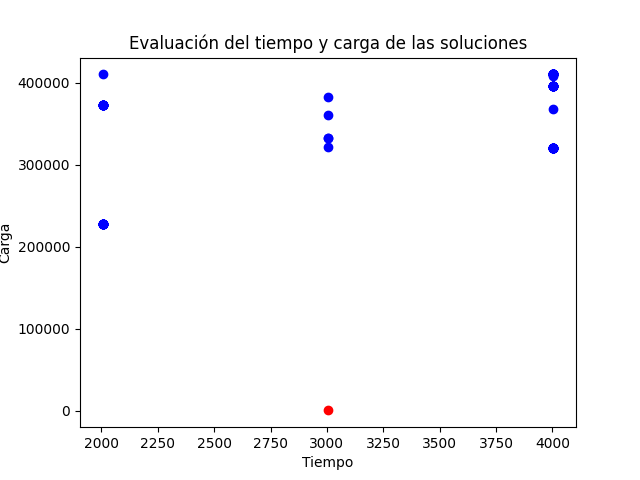 Evaluación del tiempo y carga de las soluciones
400000
300000
200000
100000
0
Carga
2000 2250 2500 2750 3000 3250 3500 3750 4000
Tiempo